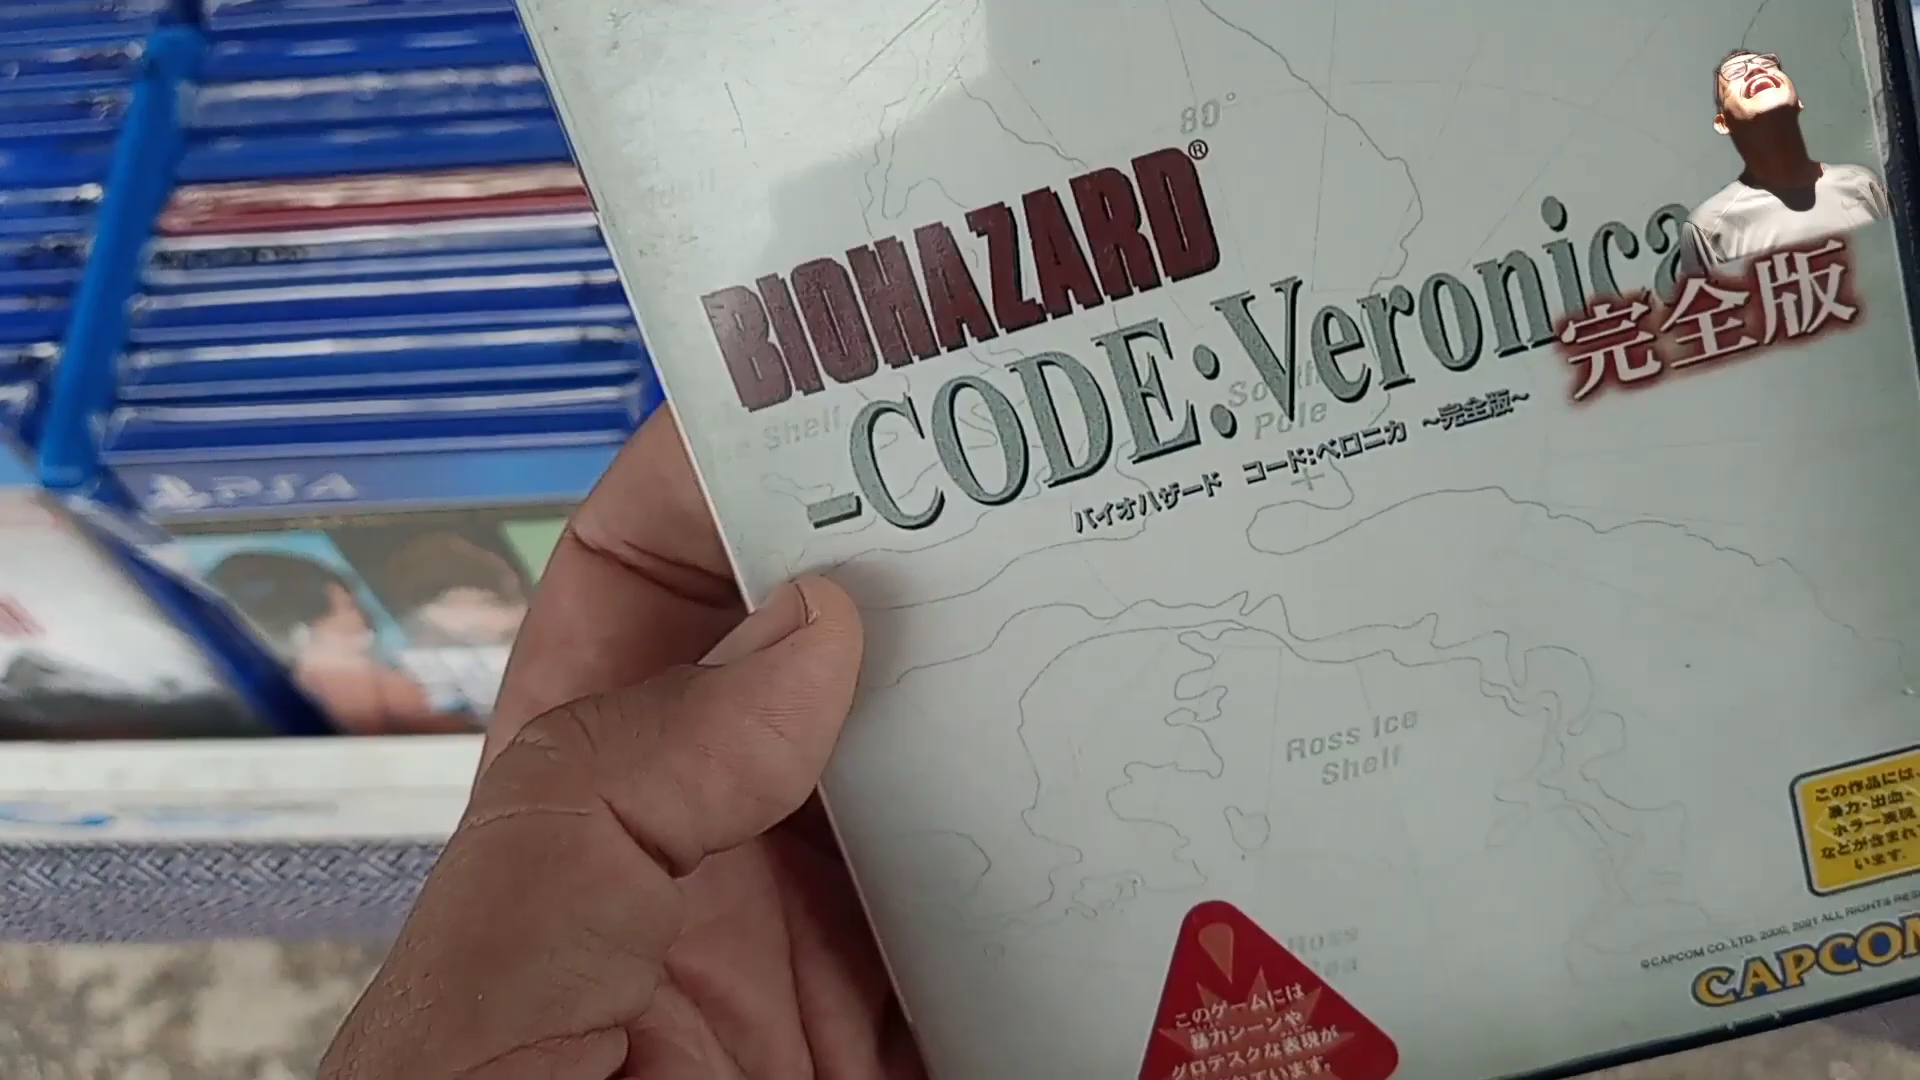 80°
BIOHAZARD®
-CODE:Veronica
完全版
バイオハザード コード:ベロニカ ～完全版～
Shelf
South
Pole
PS4
Ross Ice
Shelf
この作品には、
暴力・出血・
ホラー表現
などが含まれ
います。
©CAPCOM CO., LTD. 2000, 2001 ALL RIGHTS
CAPCOM
Ross
このゲームには
暴力シーンや
グロテスクな表現が
ています。